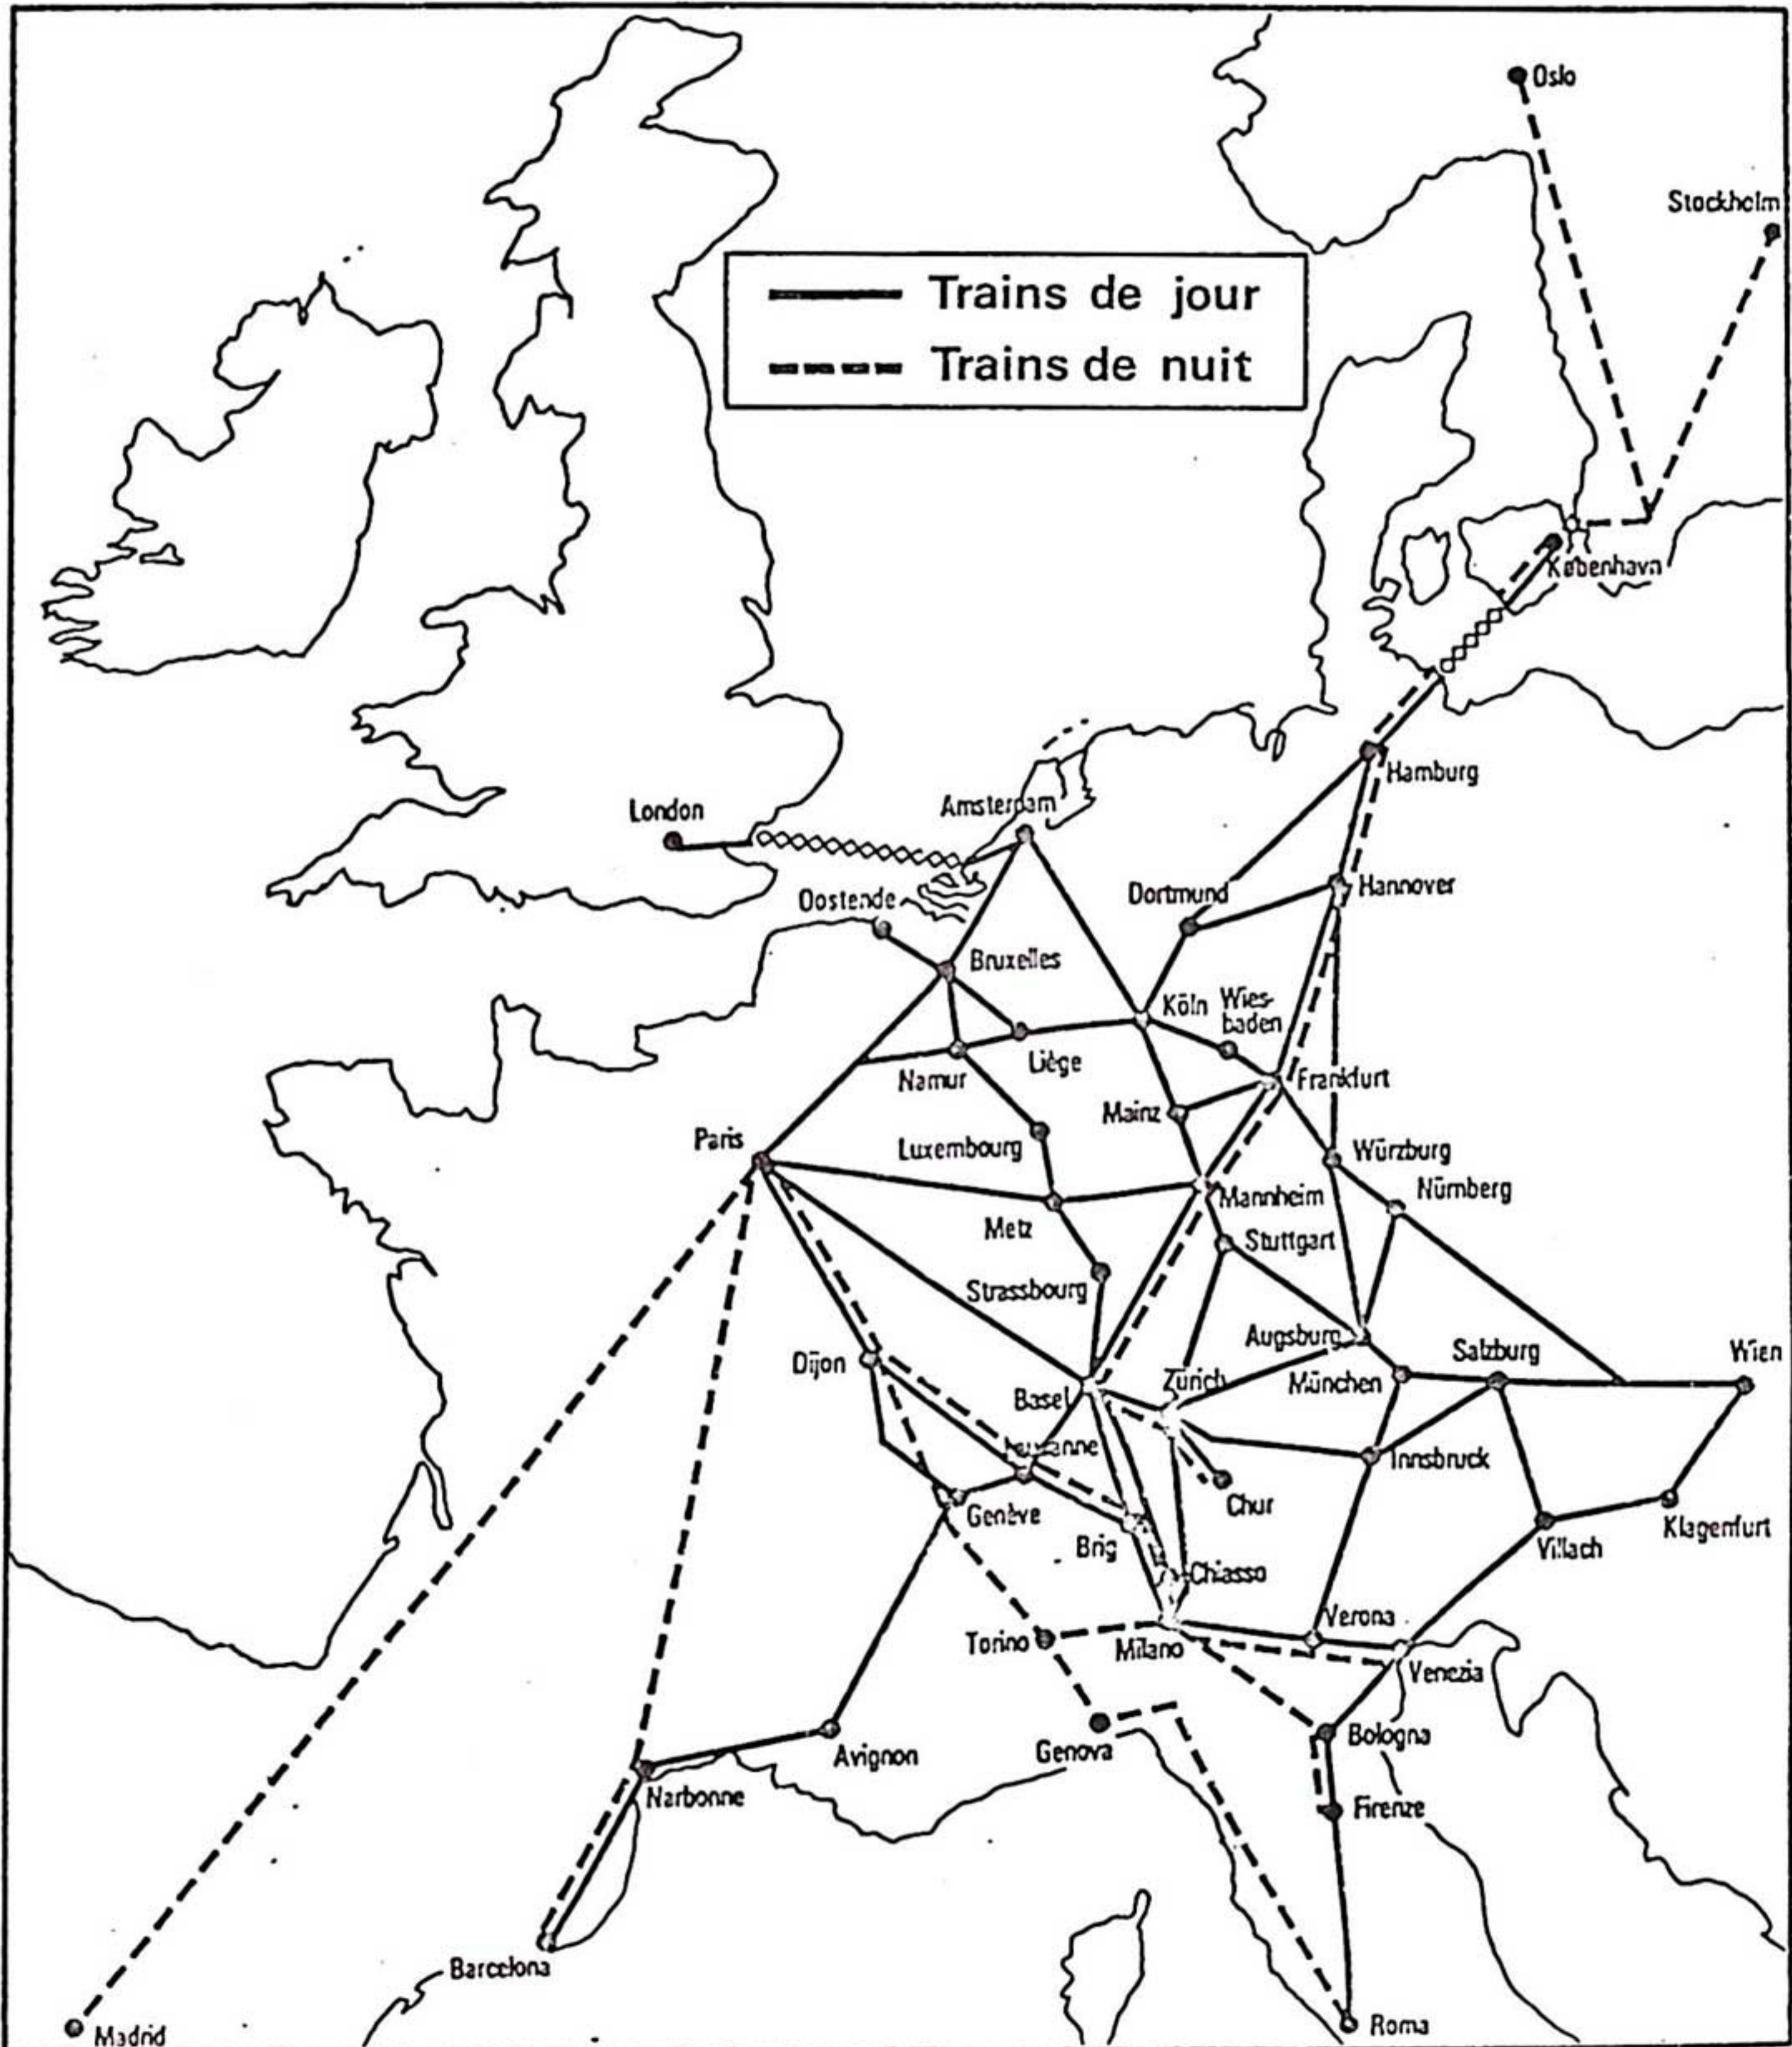 Oslo
Stockholm
Trains de jour
Trains de nuit
København
Hamburg
London
Amsterdam
Dortmund
Hannover
Oostende
Bruxelles
Köln
Wies-
baden
Liège
Namur
Frankfurt
Mainz
Paris
Luxembourg
Würzburg
Mannheim
Nürnberg
Metz
Stuttgart
Strassbourg
Augsburg
Salzburg
Wien
Dijon
Zürich
München
Basel
Lausanne
Innsbruck
Chur
Genève
Klagenfurt
Brig
Villach
Chiasso
Verona
Torino
Milano
Venezia
Genova
Avignon
Bologna
Narbonne
Firenze
Barcelona
Madrid
Roma